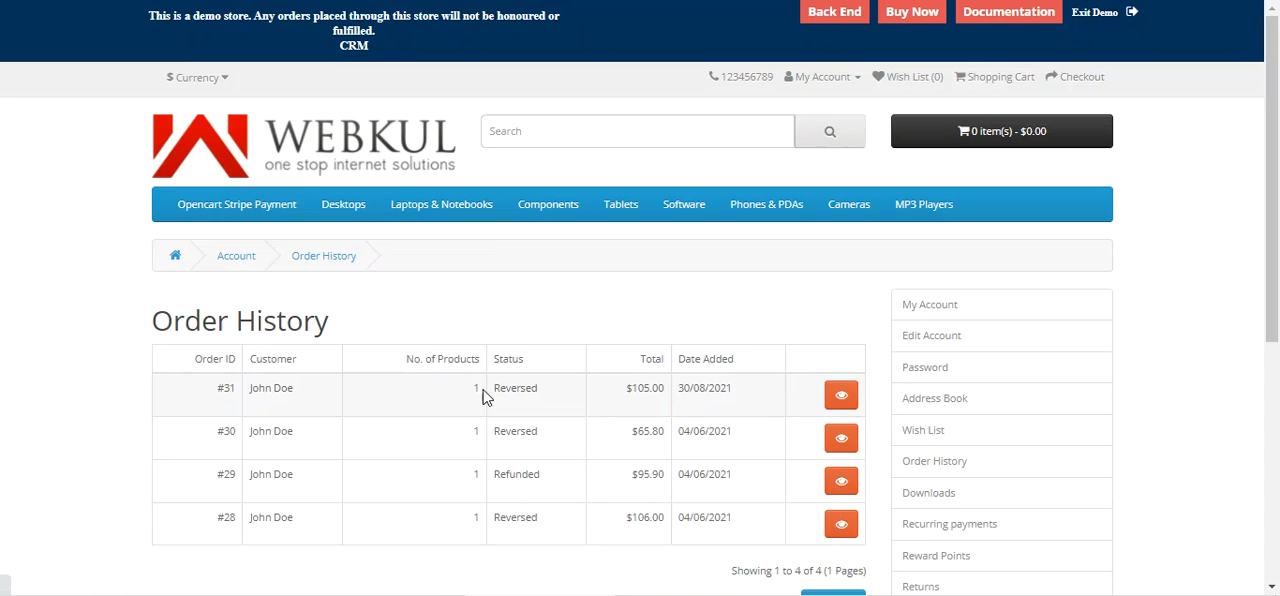 This is a demo store. Any orders placed through this store will not be honoured or
fulfilled.
CRM
Back End
Buy Now
Documentation
Exit Demo
$ Currency
123456789
My Account
Wish List (0)
Shopping Cart
Checkout
WEBKUL
one stop internet solutions
Search
0 item(s) - $0.00
Opencart Stripe Payment
Desktops
Laptops & Notebooks
Components
Tablets
Software
Phones & PDAs
Cameras
MP3 Players
Account
Order History
Order History
Order ID Customer No. of Products Status Total Date Added
#31 John Doe 1 Reversed $105.00 30/08/2021
#30 John Doe 1 Reversed $65.80 04/06/2021
#29 John Doe 1 Refunded $95.90 04/06/2021
#28 John Doe 1 Reversed $106.00 04/06/2021
Showing 1 to 4 of 4 (1 Pages)
My Account
Edit Account
Password
Address Book
Wish List
Order History
Downloads
Recurring payments
Reward Points
Returns